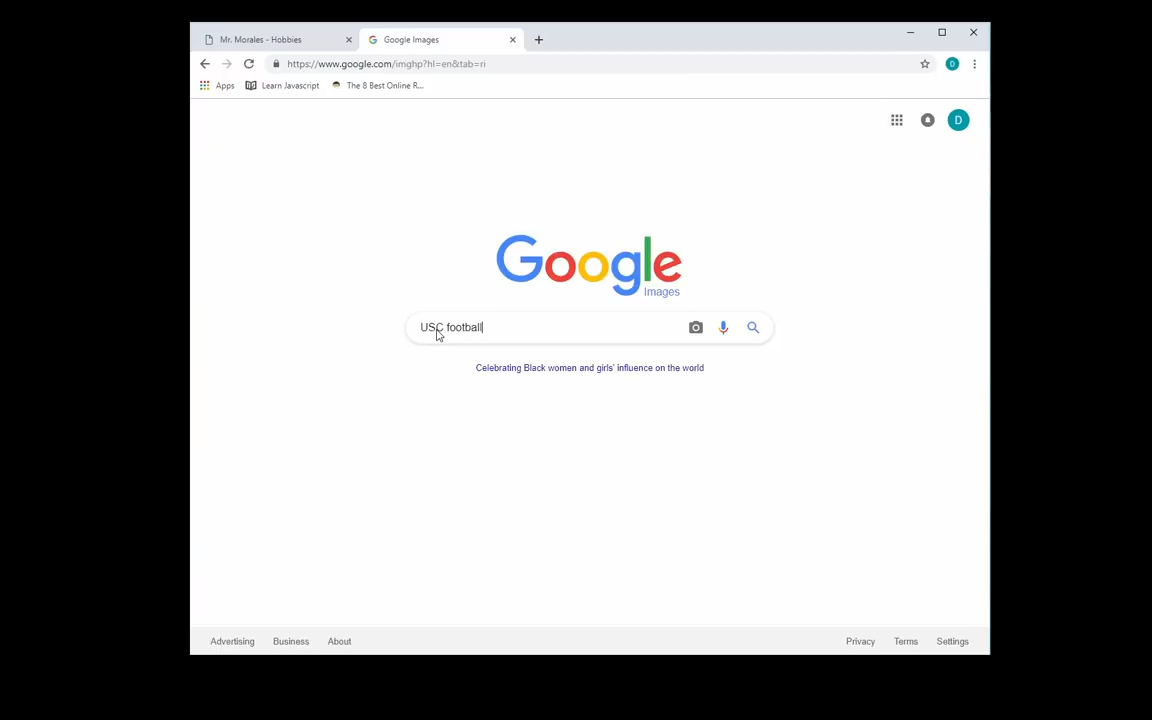 Mr. Morales - Hobbies
Google Images
https://www.google.com/imghp?hl=en&tab=ri
Apps
Learn Javascript
The 8 Best Online R...
D
D
Google
Images
USC football
Celebrating Black women and girls' influence on the world
Advertising
Business
About
Privacy
Terms
Settings